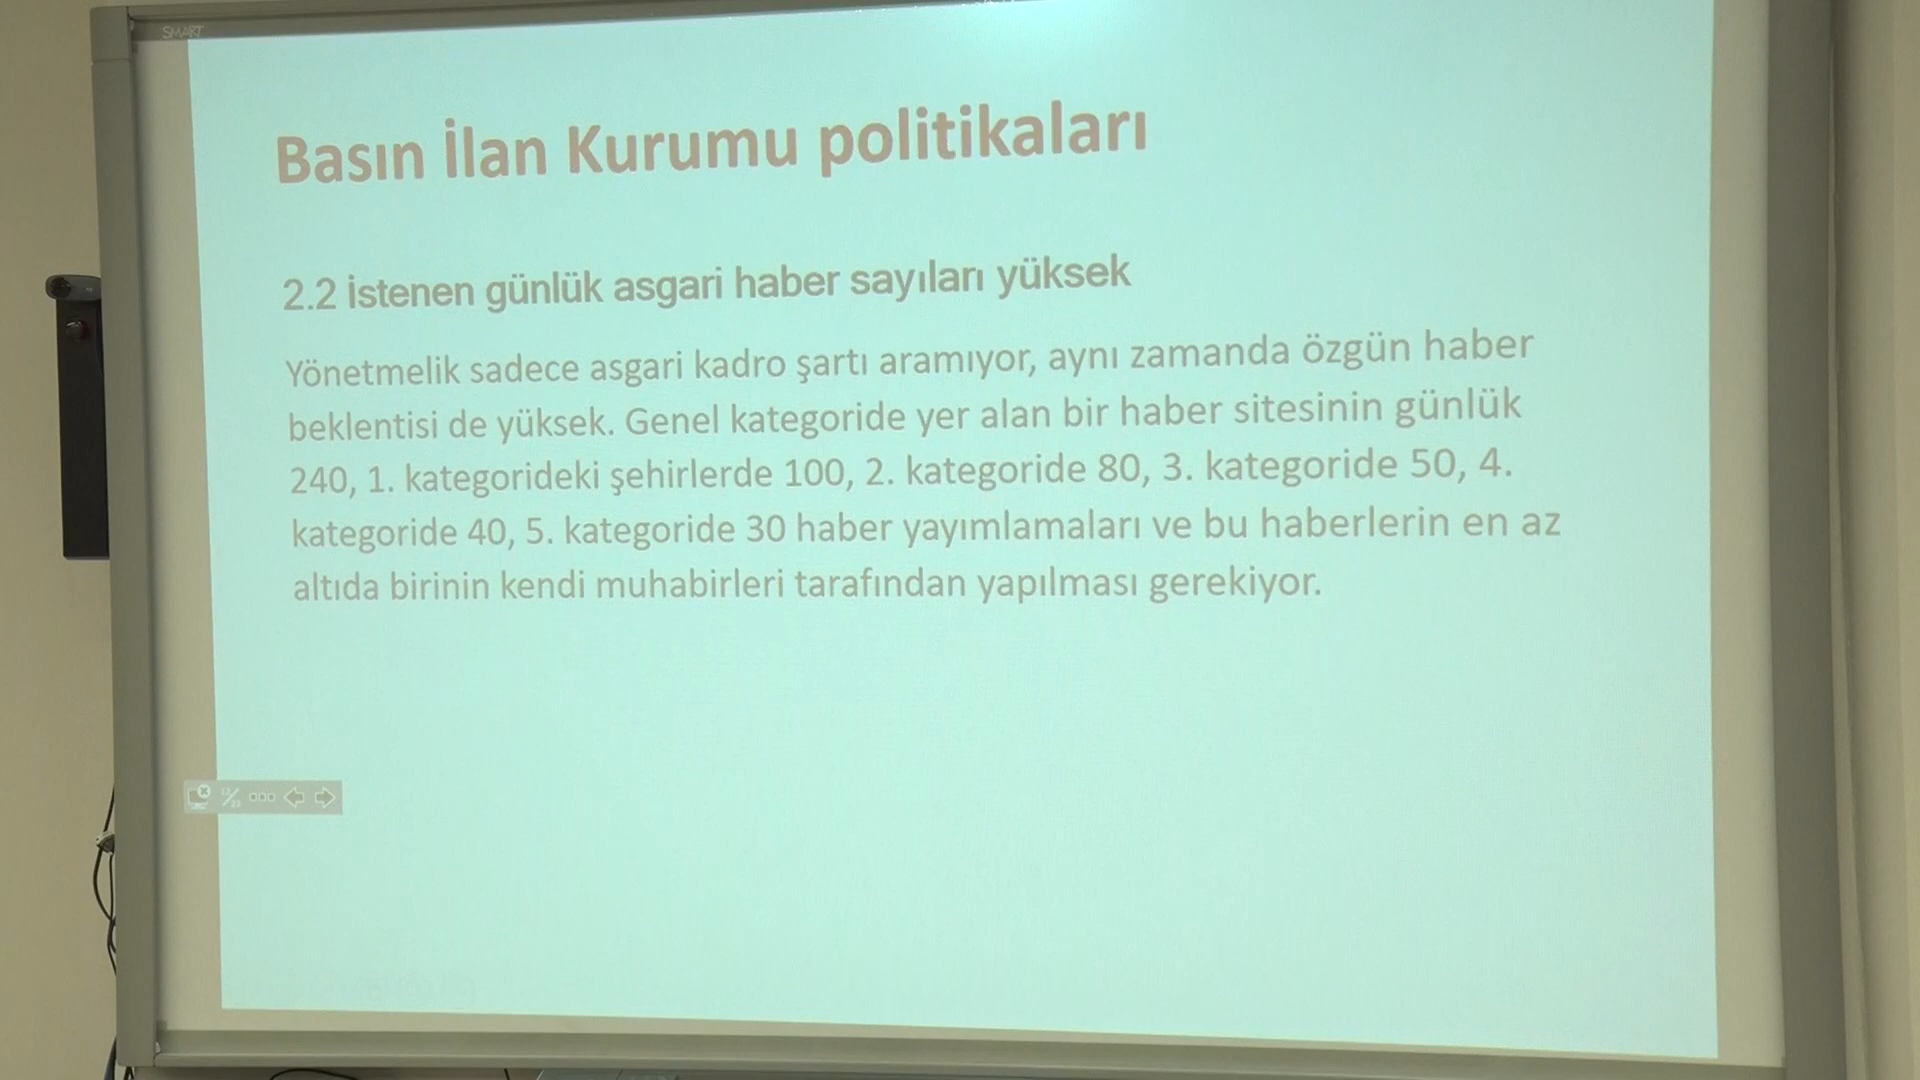 SMART
Basın İlan Kurumu politikaları
2.2 İstenen günlük asgari haber sayıları yüksek
Yönetmelik sadece asgari kadro şartı aramıyor, aynı zamanda özgün haber
beklentisi de yüksek. Genel kategoride yer alan bir haber sitesinin günlük
240, 1. kategorideki şehirlerde 100, 2. kategoride 80, 3. kategoride 50, 4.
kategoride 40, 5. kategoride 30 haber yayımlamaları ve bu haberlerin en az
altıda birinin kendi muhabirleri tarafından yapılması gerekiyor.